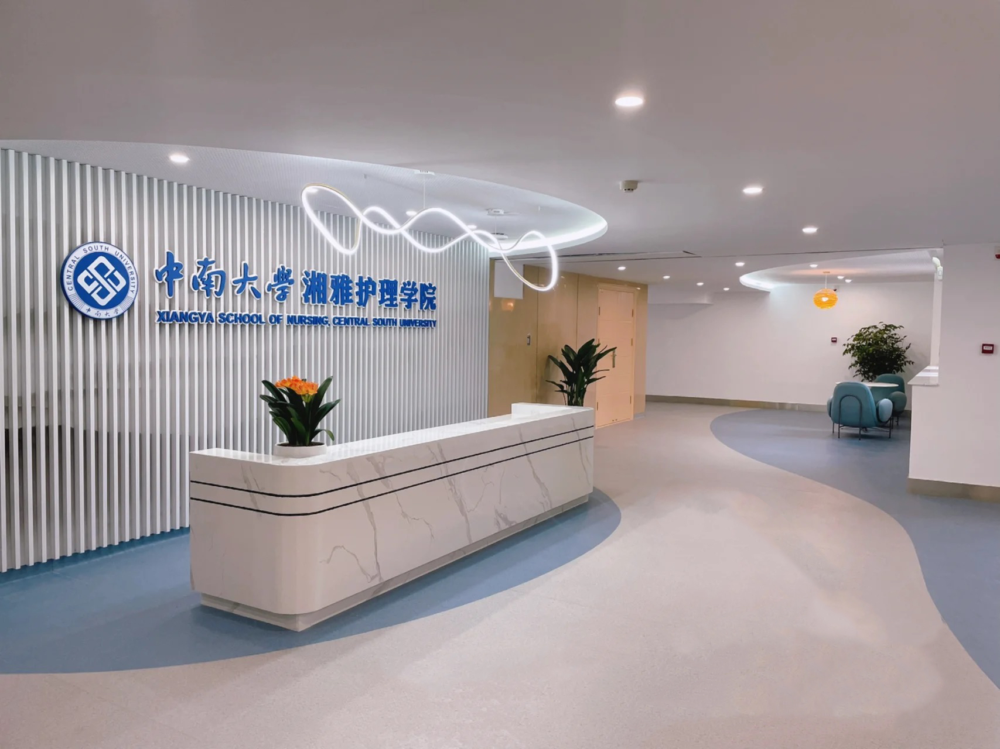 CENTRAL SOUTH UNIVERSITY
中南大学
中南大學湘雅护理学院
XIANGYA SCHOOL OF NURSING, CENTRAL SOUTH UNIVERSITY